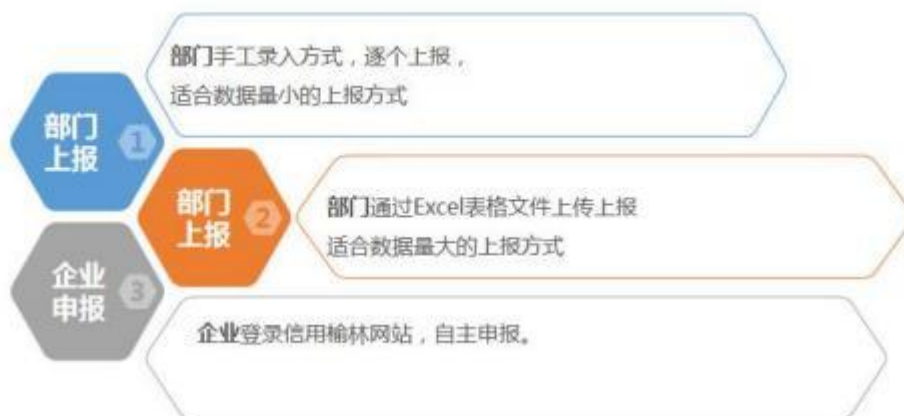 部门手工录入方式，逐个上报，
适合数据量小的上报方式
部门
上报
1
部门
上报
2
部门通过Excel表格文件上传上报
适合数据量大的上报方式
企业
申报
3
企业登录信用榆林网站，自主申报。